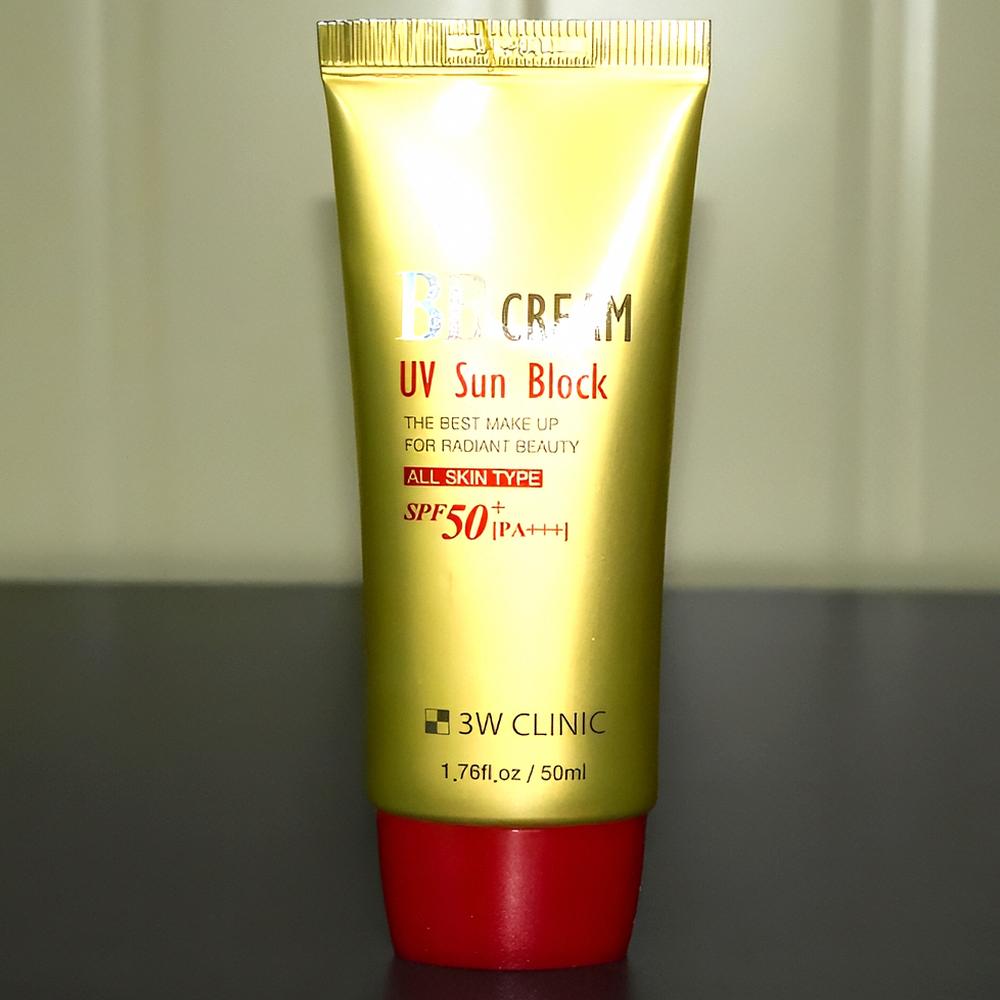 BB CREAM
UV Sun Block
THE BEST MAKE UP
FOR RADIANT BEAUTY
ALL SKIN TYPE
SPF50+[PA+++]
3W CLINIC
1.76fl.oz / 50ml